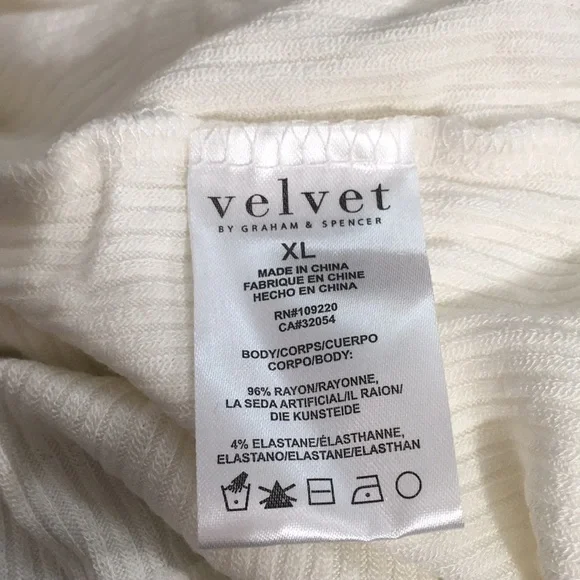 velvet
BY GRAHAM & SPENCER
XL
MADE IN CHINA
FABRIQUE EN CHINE
HECHO EN CHINA
RN#109220
CA#32054
BODY/CORPS/CUERPO
CORPO/BODY:
96% RAYON/RAYONNE,
LA SEDA ARTIFICIAL/IL RAION/
DIE KUNSTEIDE
4% ELASTANE/ÉLASTHANNE,
ELASTANO/ELASTANE/ELASTHAN